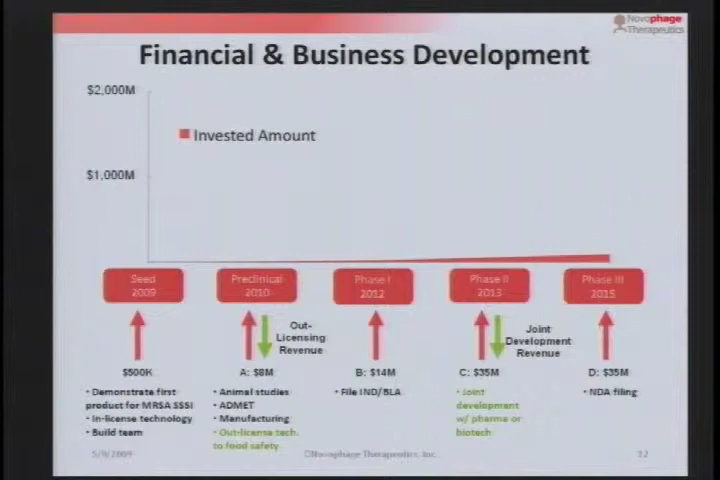 Novophage
Therapeutics
Financial & Business Development
$2,000M
Invested Amount
$1,000M
Seed
2009
Preclinical
2010
Phase I
2012
Phase II
2013
Phase III
2015
Out-
Licensing
Revenue
Joint
Development
Revenue
$500K
A: $8M
B: $14M
C: $35M
D: $35M
• Demonstrate first
product for MRSA SSSI
• In-license technology
• Build team
• Animal studies
• ADMET
• Manufacturing
• Out-license tech.
to food safety
• File IND/BLA
• Joint
development
w/ pharma or
biotech
• NDA filing
5/9/2009
©Novophage Therapeutics, Inc.
12